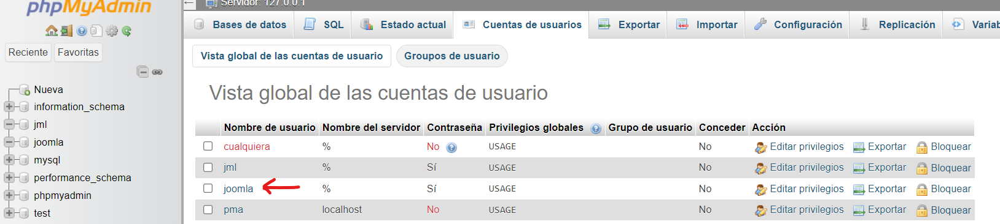 phpMyAdmin
Reciente Favoritas
Nueva
information_schema
jml
joomla
mysql
performance_schema
phpmyadmin
test
Servidor: 127.0.0.1
Bases de datos SQL Estado actual Cuentas de usuarios Exportar Importar Configuración Replicación Variab
Vista global de las cuentas de usuario Groupos de usuario
Vista global de las cuentas de usuario
Nombre de usuario Nombre del servidor Contraseña Privilegios globales Grupo de usuario Conceder Acción
cualquiera % No USAGE No Editar privilegios Exportar Bloquear
jml % Sí USAGE No Editar privilegios Exportar Bloquear
joomla % Sí USAGE No Editar privilegios Exportar Bloquear
pma localhost No USAGE No Editar privilegios Exportar Bloquear